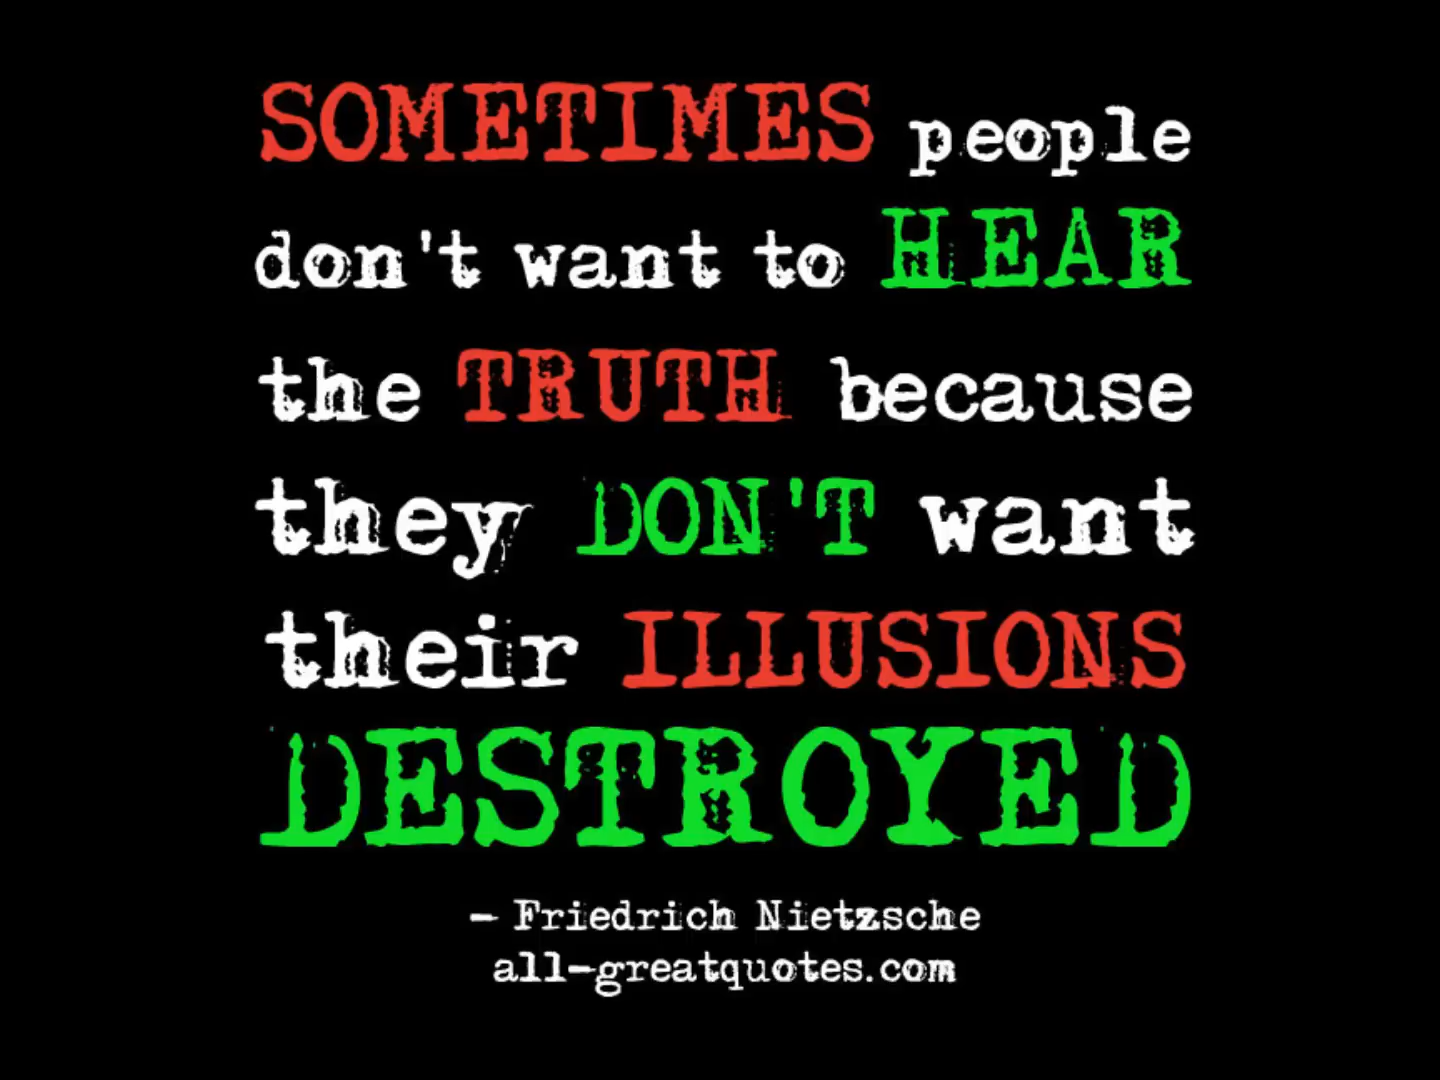 SOMETIMES people
don't want to HEAR
the TRUTH because
they DON'T want
their ILLUSIONS
DESTROYED
- Friedrich Nietzsche
all-greatquotes.com